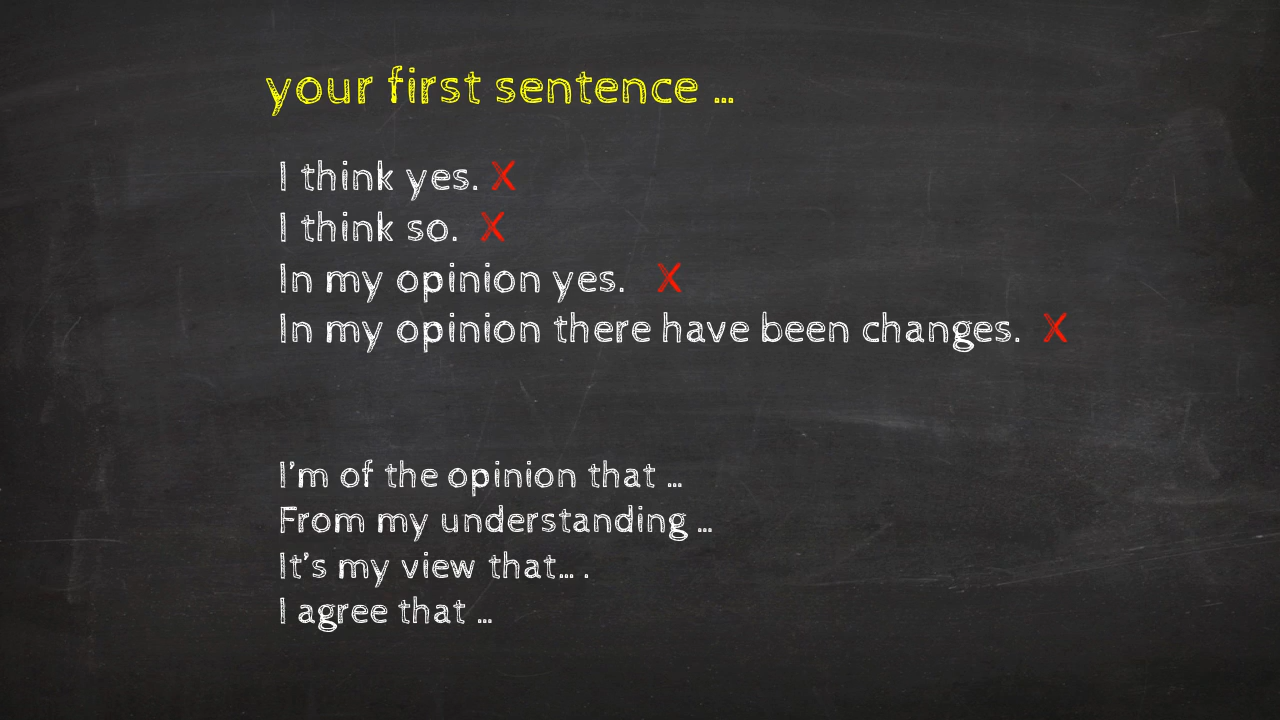 your first sentence ...
I think yes. X
I think so. X
In my opinion yes. X
In my opinion there have been changes. X
I'm of the opinion that ...
From my understanding ...
It's my view that... .
I agree that ...